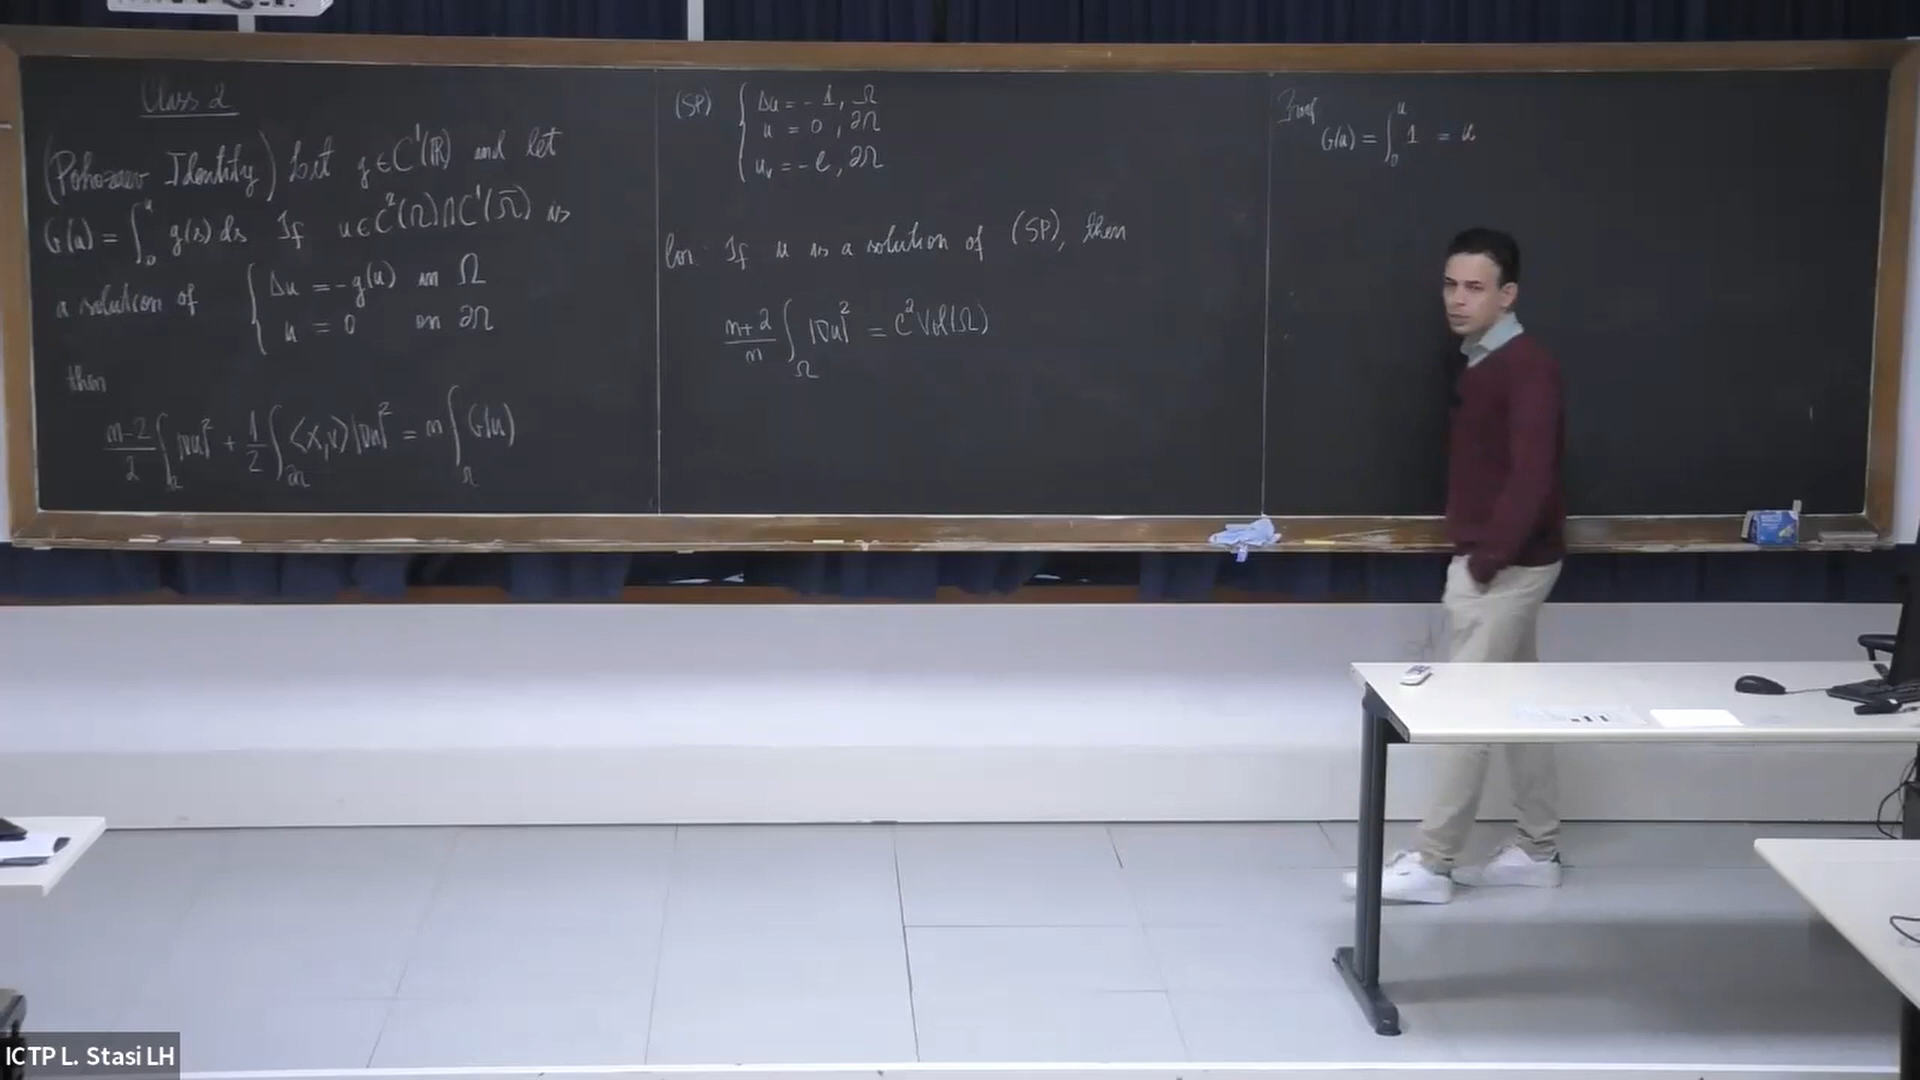 Class 2
(Pohozaev Identity) Let g ∈ C¹(ℝ) and let
G(u) = ∫₀ᵘ g(s) ds If u ∈ C²(Ω) ∩ C¹(Ω̄) is
a solution of { Δu = -g(u) in Ω
u = 0 on ∂Ω
then
n-2/2 ∫_Ω |∇u|² + 1/2 ∫_∂Ω ⟨X,ν⟩|∇u|² = n ∫_Ω G(u)
(SP) { Δu = -1, Ω
u = 0, ∂Ω
u_ν = -c, ∂Ω
Cor. If u is a solution of (SP), then
n+2/n ∫_Ω |∇u|² = c² Vol(Ω)
Proof
G(u) = ∫₀ᵘ 1 = u
ICTP L. Stasi LH